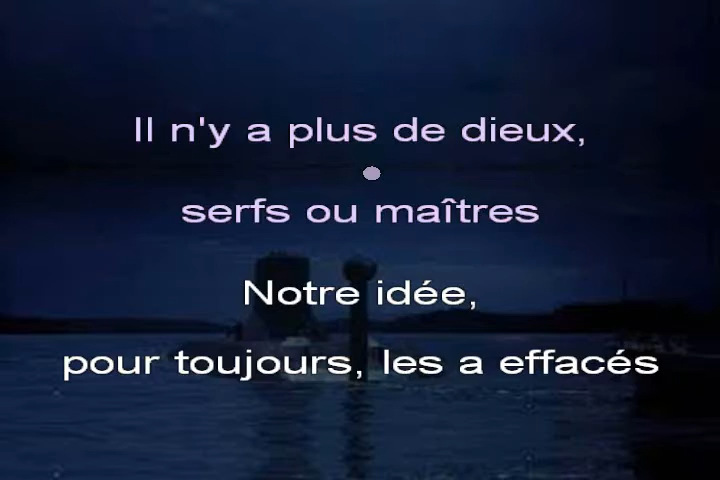 Il n'y a plus de dieux,
serfs ou maîtres
Notre idée,
pour toujours, les a effacés